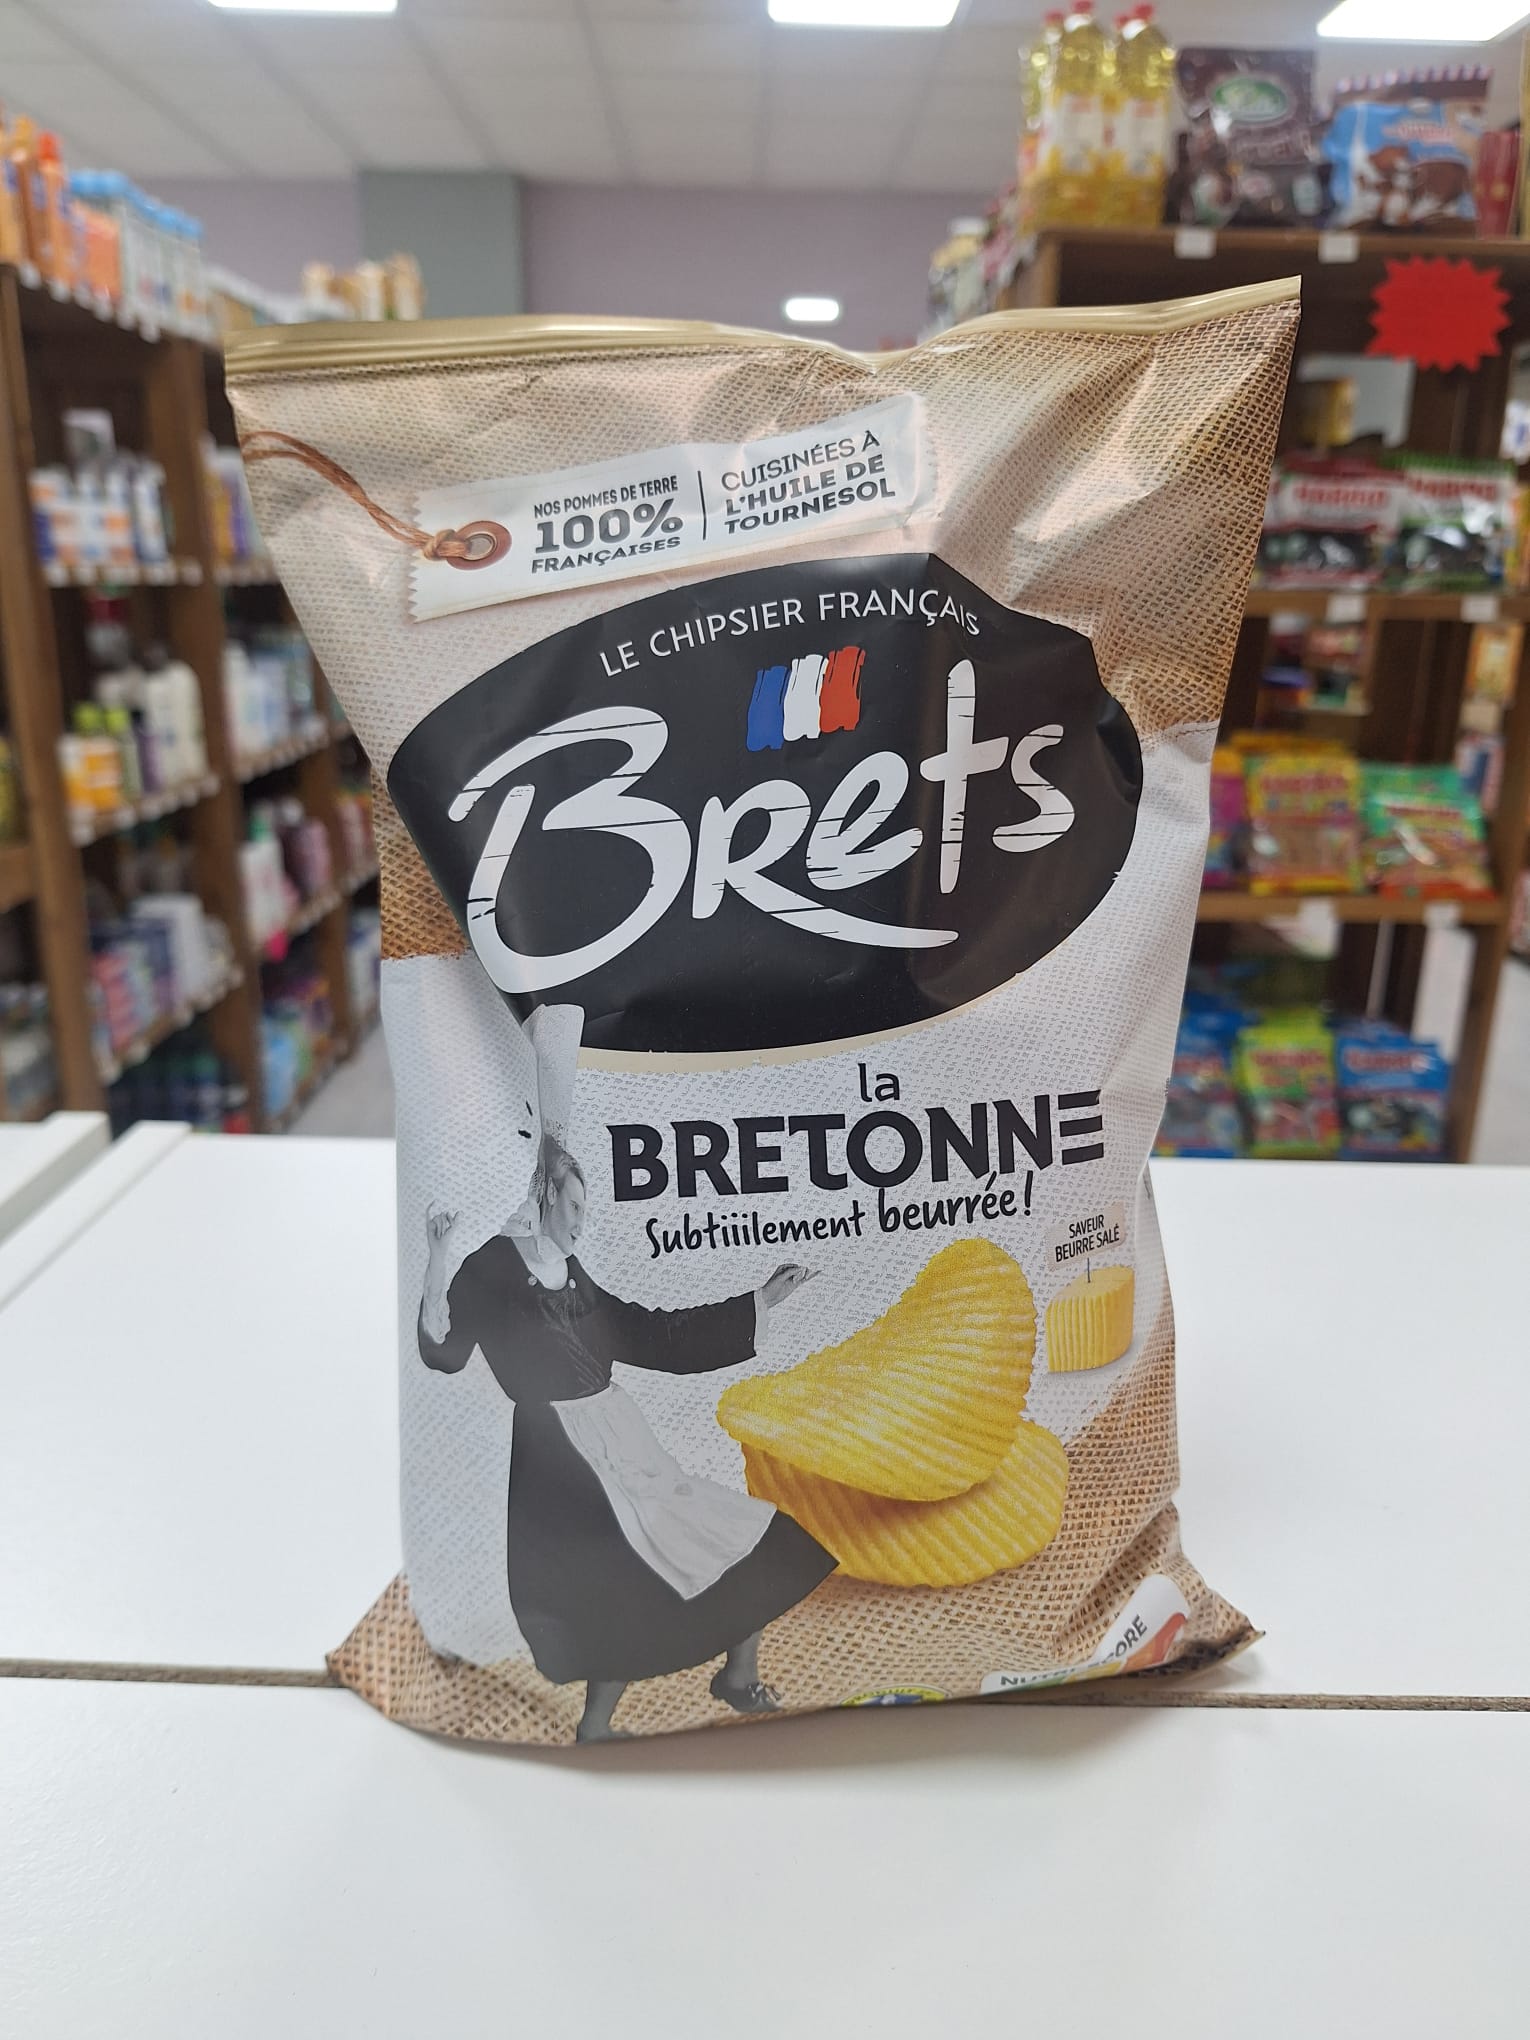 NOS POMMES DE TERRE
100%
FRANÇAISES
CUISINÉES À
L'HUILE DE
TOURNESOL
LE CHIPSIER FRANÇAIS
Brets
la
BRETONNE
Subtiiilement beurrée!
SAVEUR
BEURRE SALÉ
HARIBO